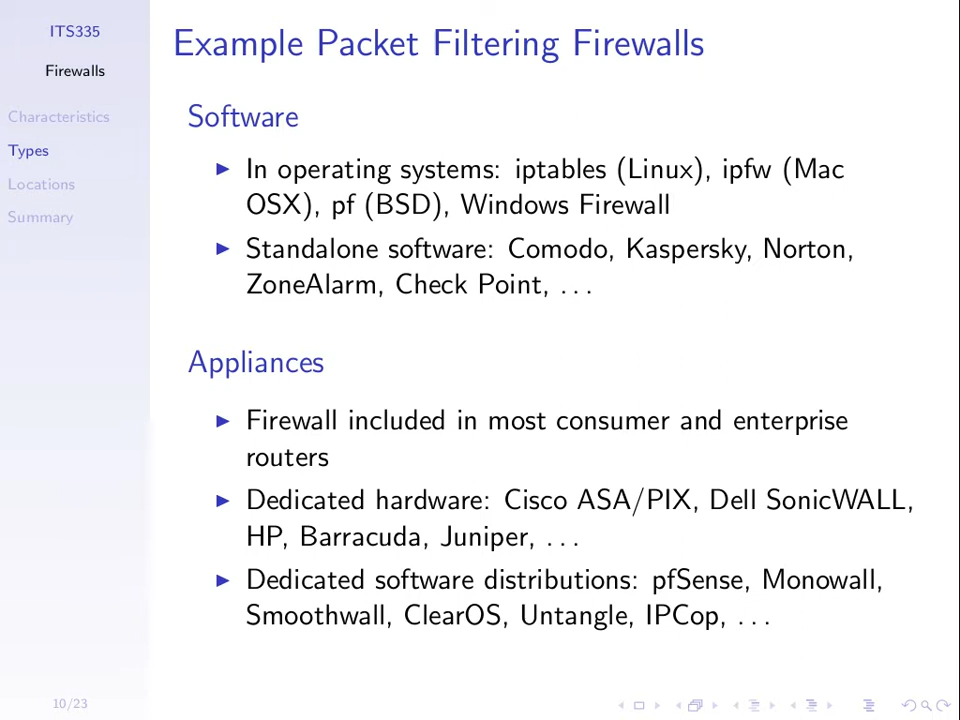 ITS335
Firewalls
Characteristics
Types
Locations
Summary
10/23
Example Packet Filtering Firewalls
Software
In operating systems: iptables (Linux), ipfw (Mac
OSX), pf (BSD), Windows Firewall
Standalone software: Comodo, Kaspersky, Norton,
ZoneAlarm, Check Point, ...
Appliances
Firewall included in most consumer and enterprise
routers
Dedicated hardware: Cisco ASA/PIX, Dell SonicWALL,
HP, Barracuda, Juniper, ...
Dedicated software distributions: pfSense, Monowall,
Smoothwall, ClearOS, Untangle, IPCop, ...